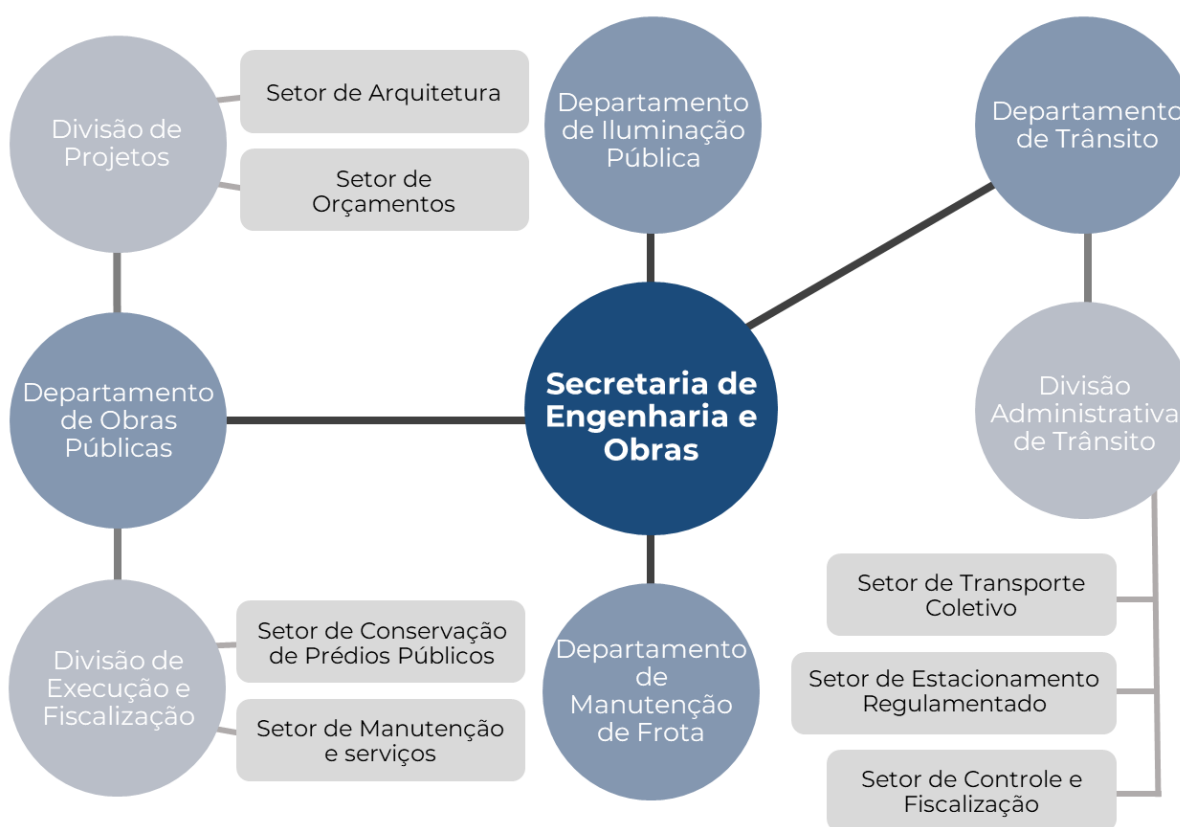 Setor de Arquitetura
Divisão de
Projetos
Setor de
Orçamentos
Departamento
de Iluminação
Pública
Departamento
de Trânsito
Departamento
de Obras
Públicas
Secretaria de
Engenharia e
Obras
Divisão
Administrativa
de Trânsito
Divisão de
Execução e
Fiscalização
Setor de Conservação
de Prédios Públicos
Setor de Manutenção
e serviços
Departamento
de
Manutenção
de Frota
Setor de Transporte
Coletivo
Setor de Estacionamento
Regulamentado
Setor de Controle e
Fiscalização